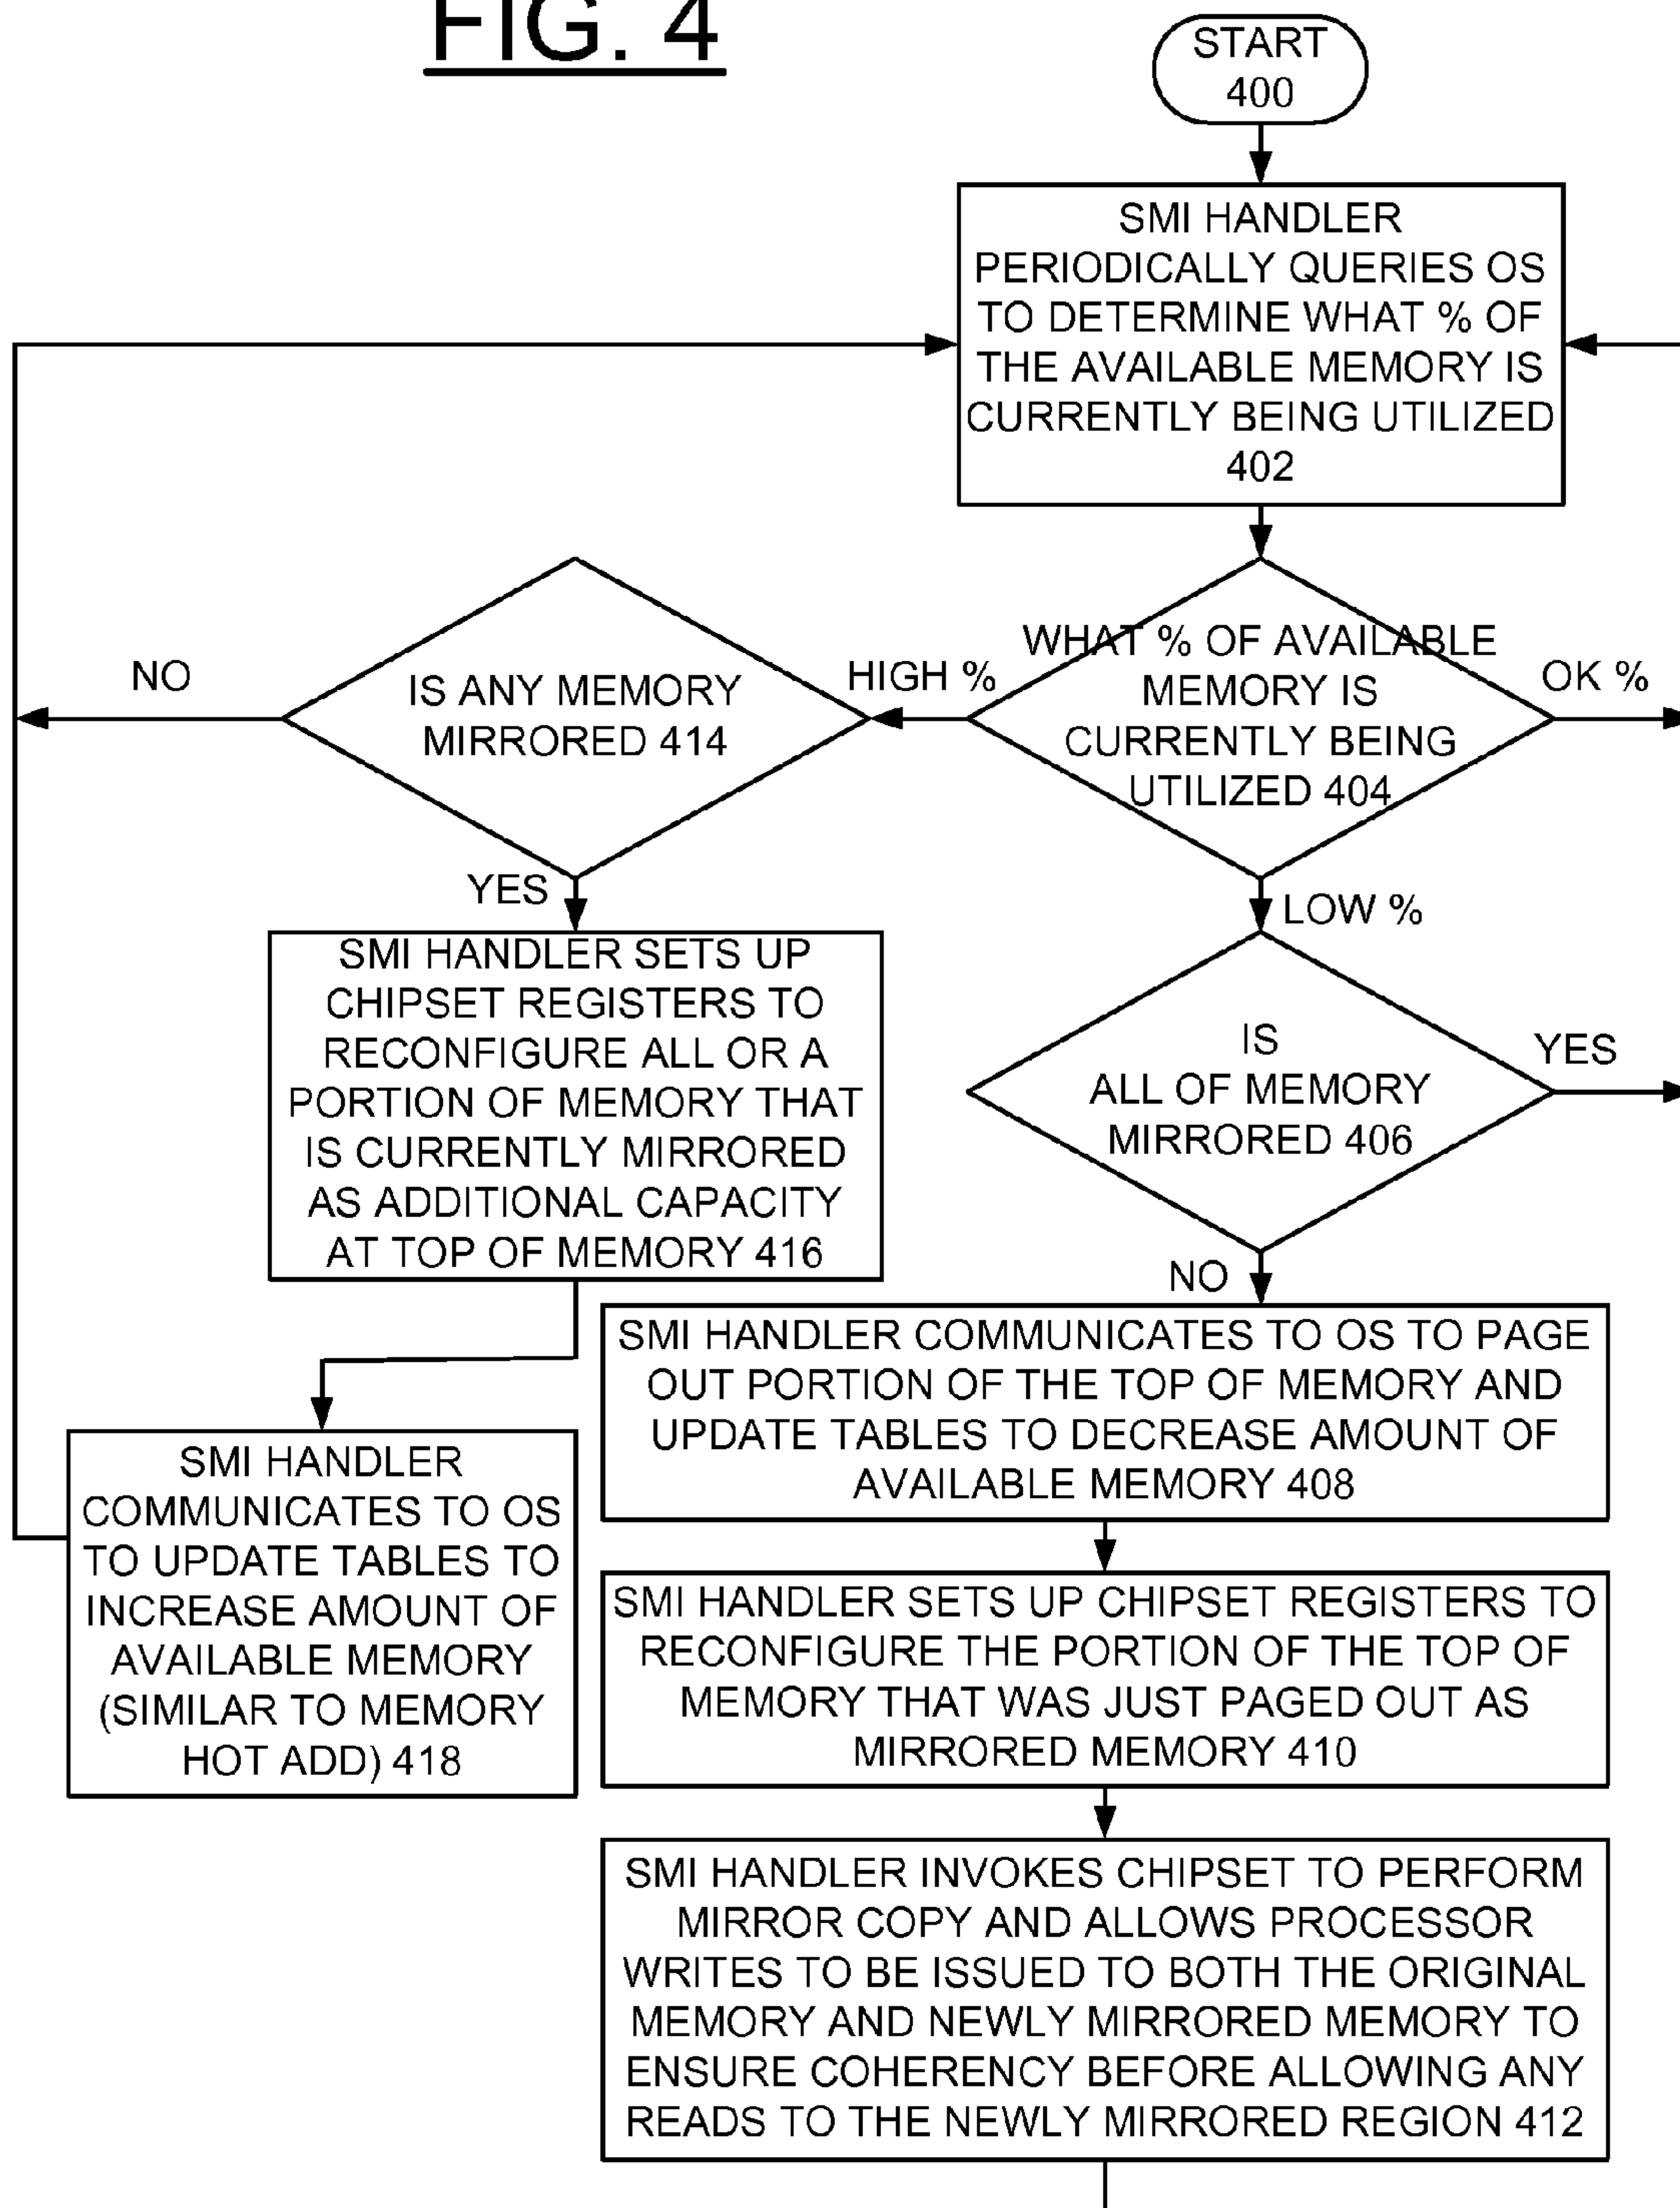 FIG. 4
START
400
SMI HANDLER
PERIODICALLY QUERIES OS
TO DETERMINE WHAT % OF
THE AVAILABLE MEMORY IS
CURRENTLY BEING UTILIZED
402
WHAT % OF AVAILABLE
MEMORY IS
CURRENTLY BEING
UTILIZED 404
HIGH %
OK %
LOW %
IS ANY MEMORY
MIRRORED 414
NO
YES
SMI HANDLER SETS UP
CHIPSET REGISTERS TO
RECONFIGURE ALL OR A
PORTION OF MEMORY THAT
IS CURRENTLY MIRRORED
AS ADDITIONAL CAPACITY
AT TOP OF MEMORY 416
SMI HANDLER
COMMUNICATES TO OS
TO UPDATE TABLES TO
INCREASE AMOUNT OF
AVAILABLE MEMORY
(SIMILAR TO MEMORY
HOT ADD) 418
IS
ALL OF MEMORY
MIRRORED 406
YES
NO
SMI HANDLER COMMUNICATES TO OS TO PAGE
OUT PORTION OF THE TOP OF MEMORY AND
UPDATE TABLES TO DECREASE AMOUNT OF
AVAILABLE MEMORY 408
SMI HANDLER SETS UP CHIPSET REGISTERS TO
RECONFIGURE THE PORTION OF THE TOP OF
MEMORY THAT WAS JUST PAGED OUT AS
MIRRORED MEMORY 410
SMI HANDLER INVOKES CHIPSET TO PERFORM
MIRROR COPY AND ALLOWS PROCESSOR
WRITES TO BE ISSUED TO BOTH THE ORIGINAL
MEMORY AND NEWLY MIRRORED MEMORY TO
ENSURE COHERENCY BEFORE ALLOWING ANY
READS TO THE NEWLY MIRRORED REGION 412